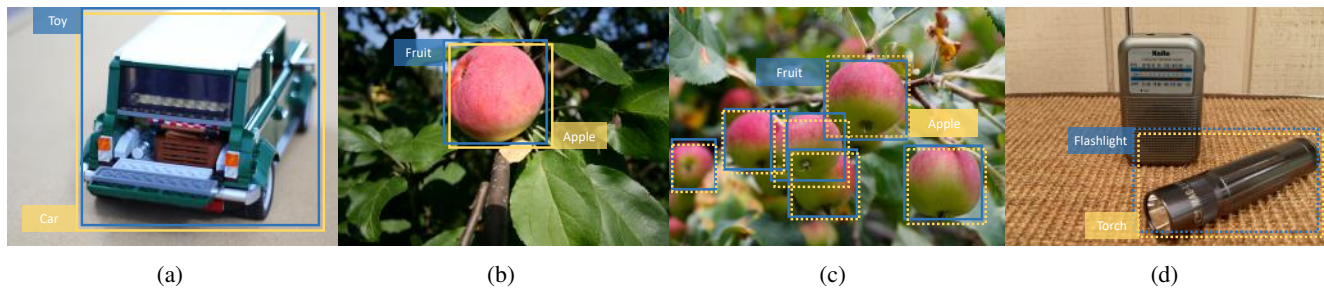 Toy
Car
Fruit
Apple
Fruit
Apple
Flashlight
Torch
(a)
(b)
(c)
(d)